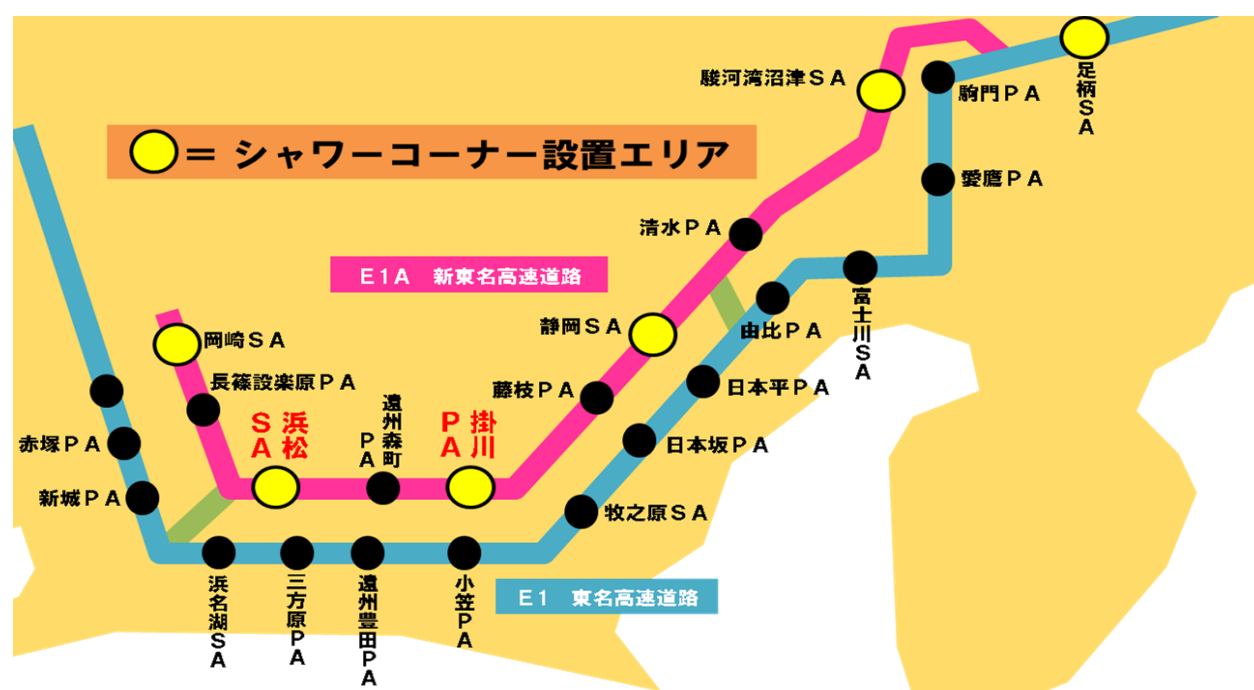 足柄ＳＡ
駿河湾沼津ＳＡ
駒門ＰＡ
＝ シャワーコーナー設置エリア
愛鷹ＰＡ
清水ＰＡ
Ｅ１Ａ　新東名高速道路
富士川ＳＡ
静岡ＳＡ
由比ＰＡ
岡崎ＳＡ
長篠設楽原ＰＡ
藤枝ＰＡ
日本平ＰＡ
浜松
ＳＡ
遠州森町
ＰＡ
掛川
ＰＡ
赤塚ＰＡ
日本坂ＰＡ
新城ＰＡ
牧之原ＳＡ
浜名湖ＳＡ
三方原ＰＡ
遠州豊田ＰＡ
小笠ＰＡ
Ｅ１　東名高速道路